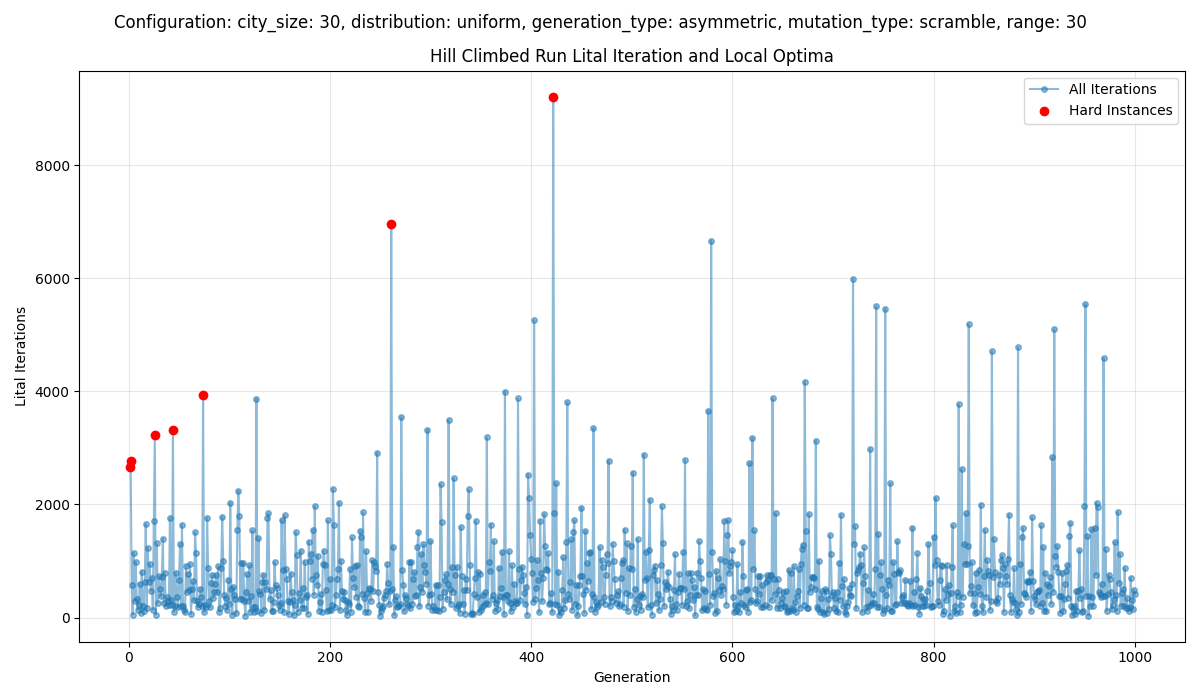 Configuration: city_size: 30, distribution: uniform, generation_type: asymmetric, mutation_type: scramble, range: 30
Hill Climbed Run Lital Iteration and Local Optima
All Iterations
Hard Instances
Lital Iterations
8000
6000
4000
2000
0
0 200 400 600 800 1000
Generation